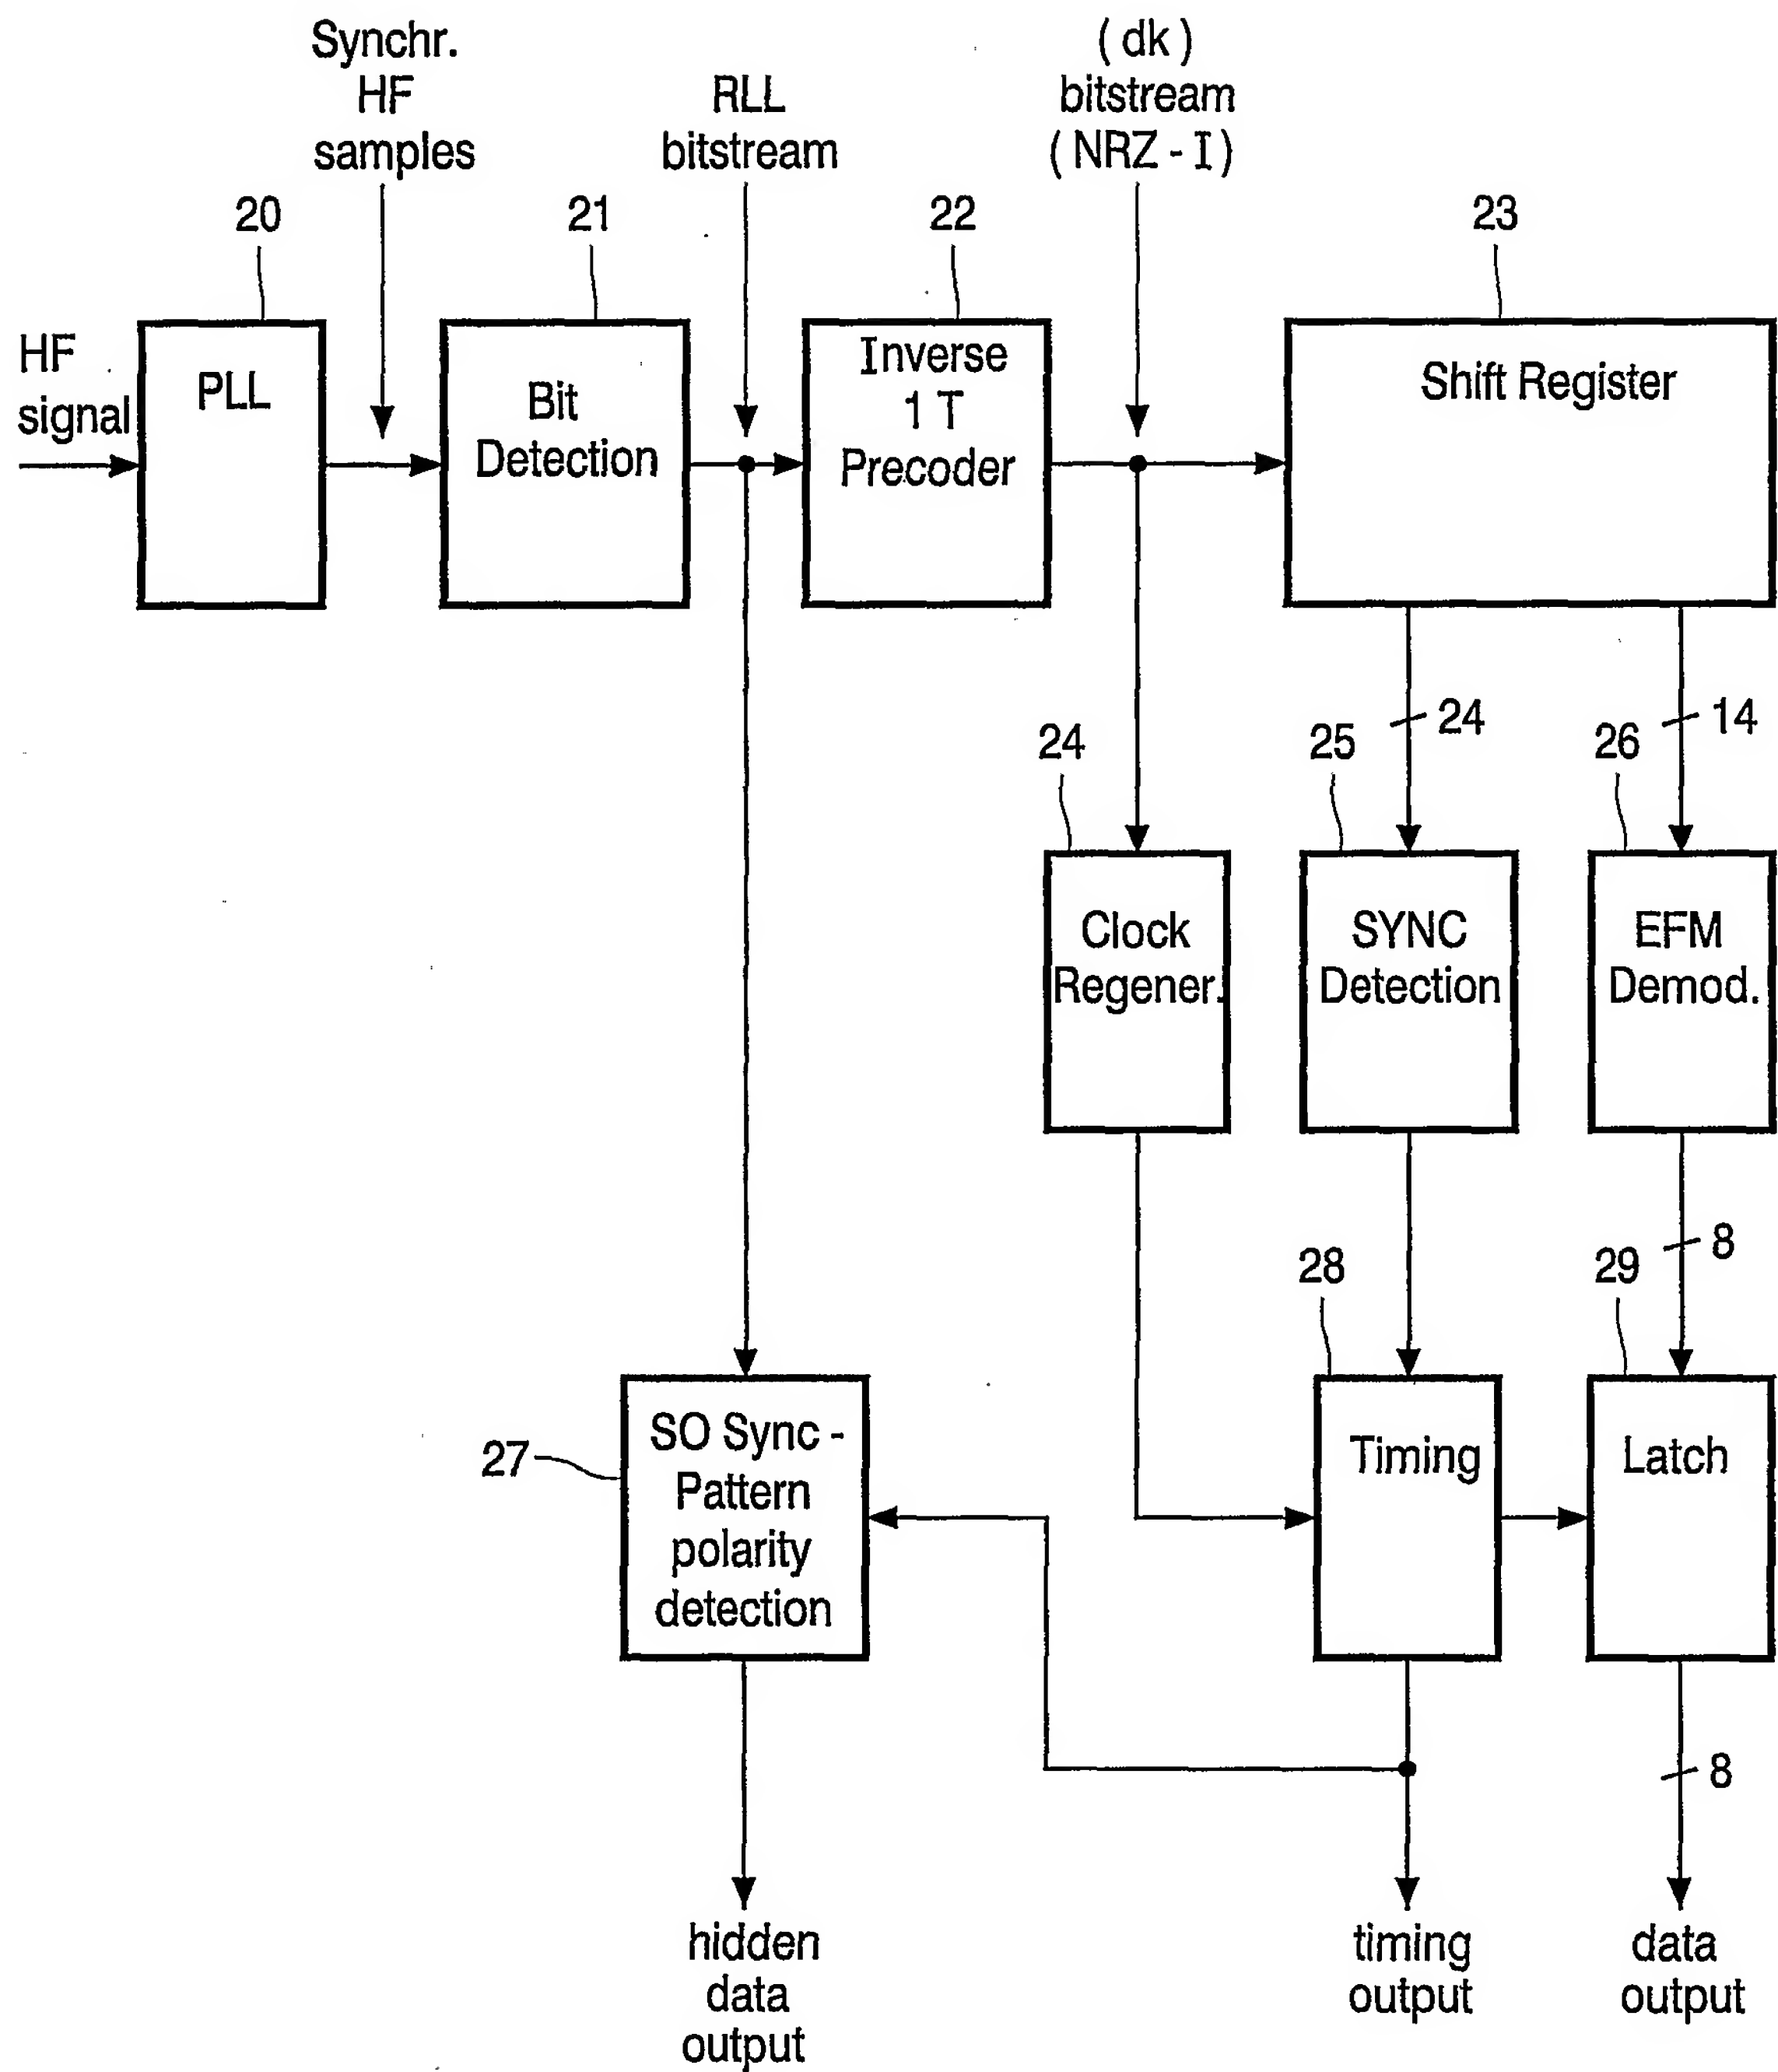 Synchr.
HF
samples
RLL
bitstream
( dk )
bitstream
( NRZ - I )
20
21
22
23
HF
signal
PLL
Bit
Detection
Inverse
1 T
Precoder
Shift Register
24
14
24
25
26
Clock
Regener.
SYNC
Detection
EFM
Demod.
8
28
29
27
SO Sync -
Pattern
polarity
detection
Timing
Latch
8
hidden
data
output
timing
output
data
output